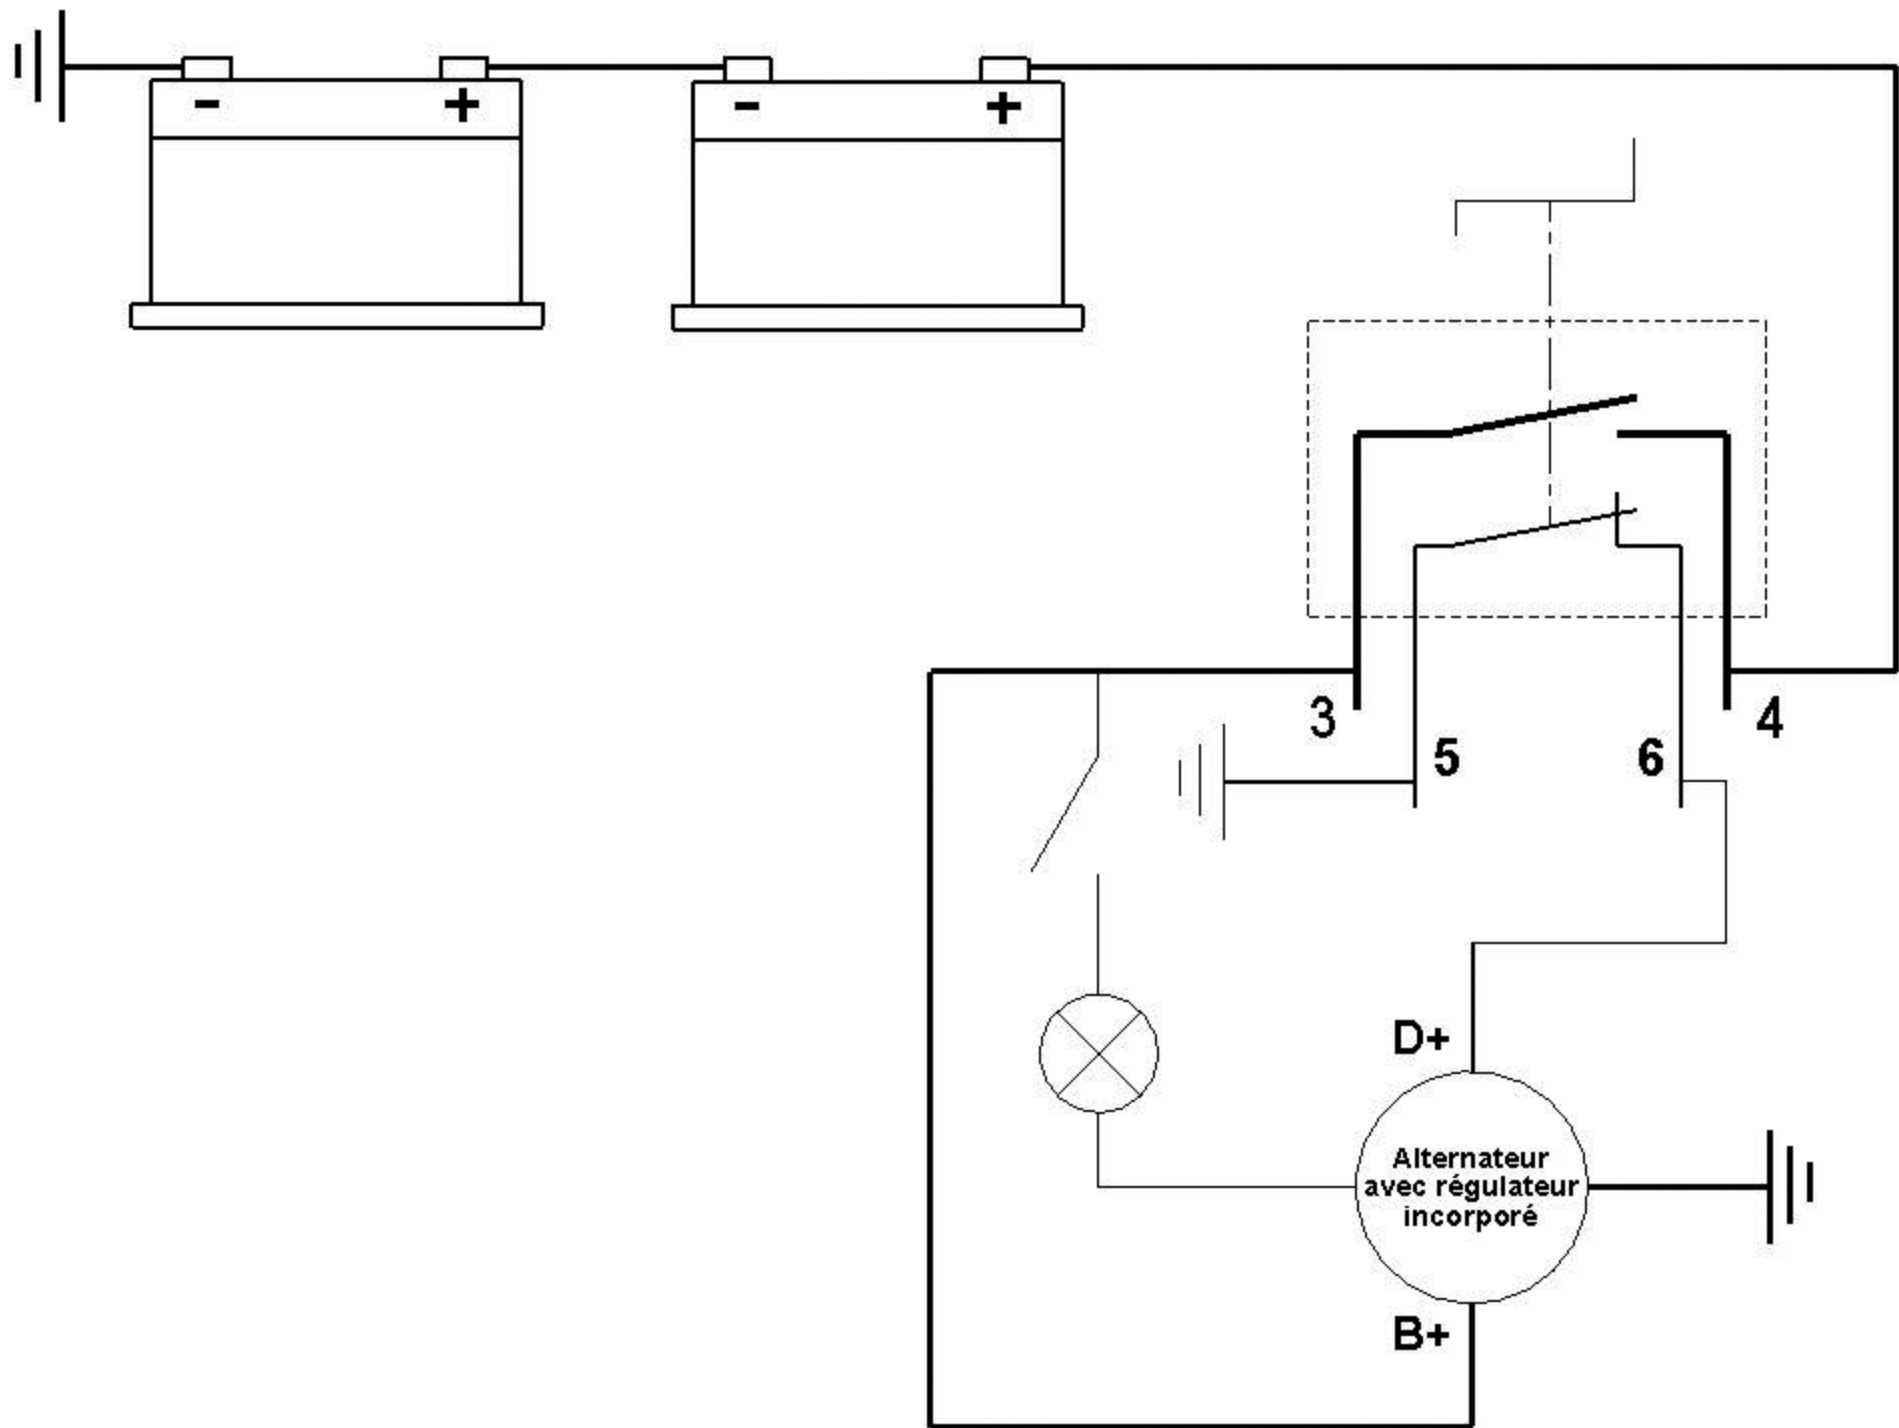 - + - +
3 4
5 6
D+
Alternateur
avec régulateur
incorporé
B+